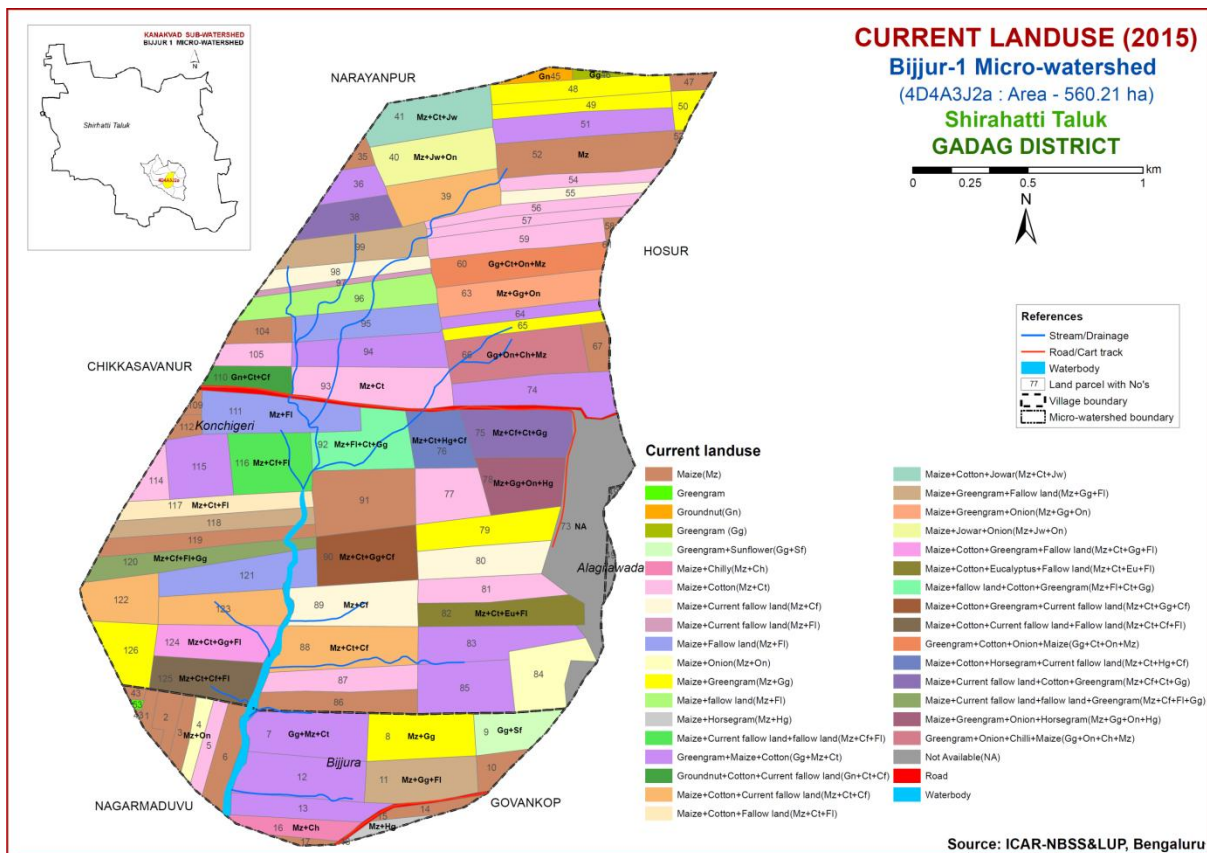 KANAKVAD SUB-WATERSHED
BIJJUR 1 MICRO-WATERSHED
N
Shirhatti Taluk
4D4A3J2a
CURRENT LANDUSE (2015)
Bijjur-1 Micro-watershed
(4D4A3J2a : Area - 560.21 ha)
Shirahatti Taluk
GADAG DISTRICT
km
0 0.25 0.5 1
N
NARAYANPUR
HOSUR
CHIKKASAVANUR
NAGARMADUVU
GOVANKOP
Konchigeri
Alagilawada
Bijjura
Gn45 Gg46
47
48
49
50
41 Mz+Ct+Jw
51
35
40 Mz+Jw+On
52 Mz
53
36
54
39
55
38
56
57
58
99
59
61
98
60 Gg+Ct+On+Mz
97
96
63 Mz+Gg+On
64
95
65
104
94
66 Gg+On+Ch+Mz
67
105
110 Gn+Ct+Cf
93 Mz+Ct
74
109
111 Mz+Fl
112
92 Mz+Fl+Ct+Gg
Mz+Ct+Hg+Cf
76
75 Mz+Cf+Ct+Gg
115
116 Mz+Cf+Fl
114
78 Mz+Gg+On+Hg
77
91
117 Mz+Ct+Fl
118
79
73 NA
119
120 Mz+Cf+Fl+Gg
90 Mz+Ct+Gg+Cf
80
121
81
122
123
89 Mz+Cf
82 Mz+Ct+Eu+Fl
126
124 Mz+Ct+Gg+Fl
88 Mz+Ct+Cf
83
84
125 Mz+Ct+Cf+Fl
87
85
86
43
1
2
3
Mz+On
4
5
6
7 Gg+Mz+Ct
8 Mz+Gg
9 Gg+Sf
10
12
11 Mz+Gg+Fl
13
14
15
16 Mz+Ch
Mz+Hg
17
References
Stream/Drainage
Road/Cart track
Waterbody
77 Land parcel with No's
Village boundary
Micro-watershed boundary
Current landuse
Maize(Mz)
Greengram
Groundnut(Gn)
Greengram (Gg)
Greengram+Sunflower(Gg+Sf)
Maize+Chilly(Mz+Ch)
Maize+Cotton(Mz+Ct)
Maize+Current fallow land(Mz+Cf)
Maize+Current fallow land(Mz+Fl)
Maize+Fallow land(Mz+Fl)
Maize+Onion(Mz+On)
Maize+Greengram(Mz+Gg)
Maize+fallow land(Mz+Fl)
Maize+Horsegram(Mz+Hg)
Maize+Current fallow land+fallow land(Mz+Cf+Fl)
Greengram+Maize+Cotton(Gg+Mz+Ct)
Groundnut+Cotton+Current fallow land(Gn+Ct+Cf)
Maize+Cotton+Current fallow land(Mz+Ct+Cf)
Maize+Cotton+Fallow land(Mz+Ct+Fl)
Maize+Cotton+Jowar(Mz+Ct+Jw)
Maize+Greengram+Fallow land(Mz+Gg+Fl)
Maize+Greengram+Onion(Mz+Gg+On)
Maize+Jowar+Onion(Mz+Jw+On)
Maize+Cotton+Greengram+Fallow land(Mz+Ct+Gg+Fl)
Maize+Cotton+Eucalyptus+Fallow land(Mz+Ct+Eu+Fl)
Maize+fallow land+Cotton+Greengram(Mz+Fl+Ct+Gg)
Maize+Cotton+Greengram+Current fallow land(Mz+Ct+Gg+Cf)
Maize+Cotton+Current fallow land+Fallow land(Mz+Ct+Cf+Fl)
Greengram+Cotton+Onion+Maize(Gg+Ct+On+Mz)
Maize+Cotton+Horsegram+Current fallow land(Mz+Ct+Hg+Cf)
Maize+Current fallow land+Cotton+Greengram(Mz+Cf+Ct+Gg)
Maize+Current fallow land+fallow land+Greengram(Mz+Cf+Fl+Gg)
Maize+Greengram+Onion+Horsegram(Mz+Gg+On+Hg)
Greengram+Onion+Chilli+Maize(Gg+On+Ch+Mz)
Not Available(NA)
Road
Waterbody
Source: ICAR-NBSS&LUP, Bengaluru